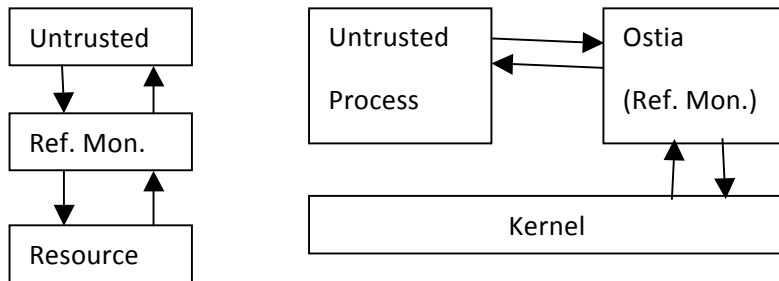 Untrusted
Ref. Mon.
Resource
Untrusted
Process
Ostia
(Ref. Mon.)
Kernel